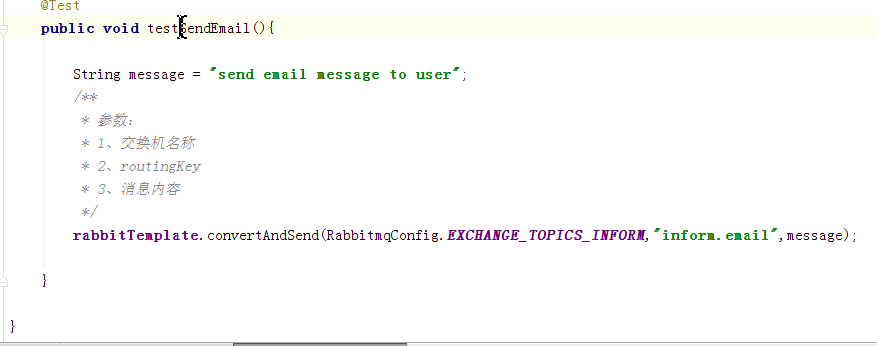 @Test
public void testSendEmail(){
String message = "send email message to user";
/**
* 参数：
* 1、交换机名称
* 2、routingKey
* 3、消息内容
*/
rabbitTemplate.convertAndSend(RabbitmqConfig.EXCHANGE_TOPICS_INFORM,"inform.email",message);
}
}